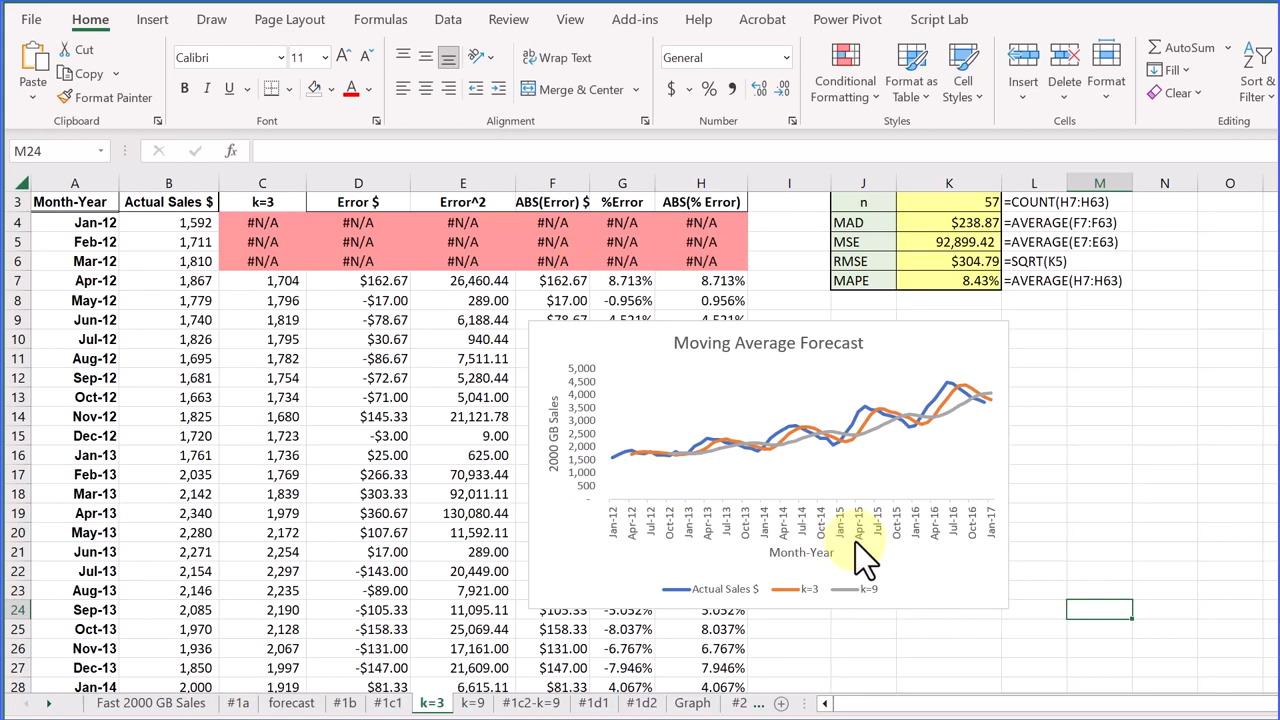 File Home Insert Draw Page Layout Formulas Data Review View Add-ins Help Acrobat Power Pivot Script Lab
Paste Cut Copy Format Painter
Clipboard
Calibri 11
B I U A
Font
ab Wrap Text
Merge & Center
Alignment
General
$ %
Number
Conditional Formatting Format as Table Cell Styles
Styles
Insert Delete Format
Cells
AutoSum Fill Clear
Sort & Filter
Editing
M24 fx
A B C D E F G H I J K L M N O
3 Month-Year Actual Sales $ k=3 Error $ Error^2 ABS(Error) $ %Error ABS(% Error) n 57 =COUNT(H7:H63)
4 Jan-12 1,592 #N/A #N/A #N/A #N/A #N/A #N/A MAD $238.87 =AVERAGE(F7:F63)
5 Feb-12 1,711 #N/A #N/A #N/A #N/A #N/A #N/A MSE 92,899.42 =AVERAGE(E7:E63)
6 Mar-12 1,810 #N/A #N/A #N/A #N/A #N/A #N/A RMSE $304.79 =SQRT(K5)
7 Apr-12 1,867 1,704 $162.67 26,460.44 $162.67 8.713% 8.713% MAPE 8.43% =AVERAGE(H7:H63)
8 May-12 1,779 1,796 -$17.00 289.00 $17.00 -0.956% 0.956%
9 Jun-12 1,740 1,819 -$78.67 6,188.44 $78.67 -4.521% 4.521%
10 Jul-12 1,826 1,795 $30.67 940.44
11 Aug-12 1,695 1,782 -$86.67 7,511.11
12 Sep-12 1,681 1,754 -$72.67 5,280.44
13 Oct-12 1,663 1,734 -$71.00 5,041.00
14 Nov-12 1,825 1,680 $145.33 21,121.78
15 Dec-12 1,720 1,723 -$3.00 9.00
16 Jan-13 1,761 1,736 $25.00 625.00
17 Feb-13 2,035 1,769 $266.33 70,933.44
18 Mar-13 2,142 1,839 $303.33 92,011.11
19 Apr-13 2,340 1,979 $360.67 130,080.44
20 May-13 2,280 2,172 $107.67 11,592.11
21 Jun-13 2,271 2,254 $17.00 289.00
22 Jul-13 2,154 2,297 -$143.00 20,449.00
23 Aug-13 2,146 2,235 -$89.00 7,921.00
24 Sep-13 2,085 2,190 -$105.33 11,095.11 $105.33 -5.052% 5.052%
25 Oct-13 1,970 2,128 -$158.33 25,069.44 $158.33 -8.037% 8.037%
26 Nov-13 1,936 2,067 -$131.00 17,161.00 $131.00 -6.767% 6.767%
27 Dec-13 1,850 1,997 -$147.00 21,609.00 $147.00 -7.946% 7.946%
28 Jan-14 2,000 1,919 $81.33 6,615.11 $81.33 4.067% 4.067%
Moving Average Forecast
2000 GB Sales
5,000
4,500
4,000
3,500
3,000
2,500
2,000
1,500
1,000
500
-
Jan-12 Apr-12 Jul-12 Oct-12 Jan-13 Apr-13 Jul-13 Oct-13 Jan-14 Apr-14 Jul-14 Oct-14 Jan-15 Apr-15 Jul-15 Oct-15 Jan-16 Apr-16 Jul-16 Oct-16 Jan-17
Month-Year
Actual Sales $ k=3 k=9
Fast 2000 GB Sales #1a forecast #1b #1c1 k=3 k=9 #1c2-k=9 #1d1 #1d2 Graph #2 ...